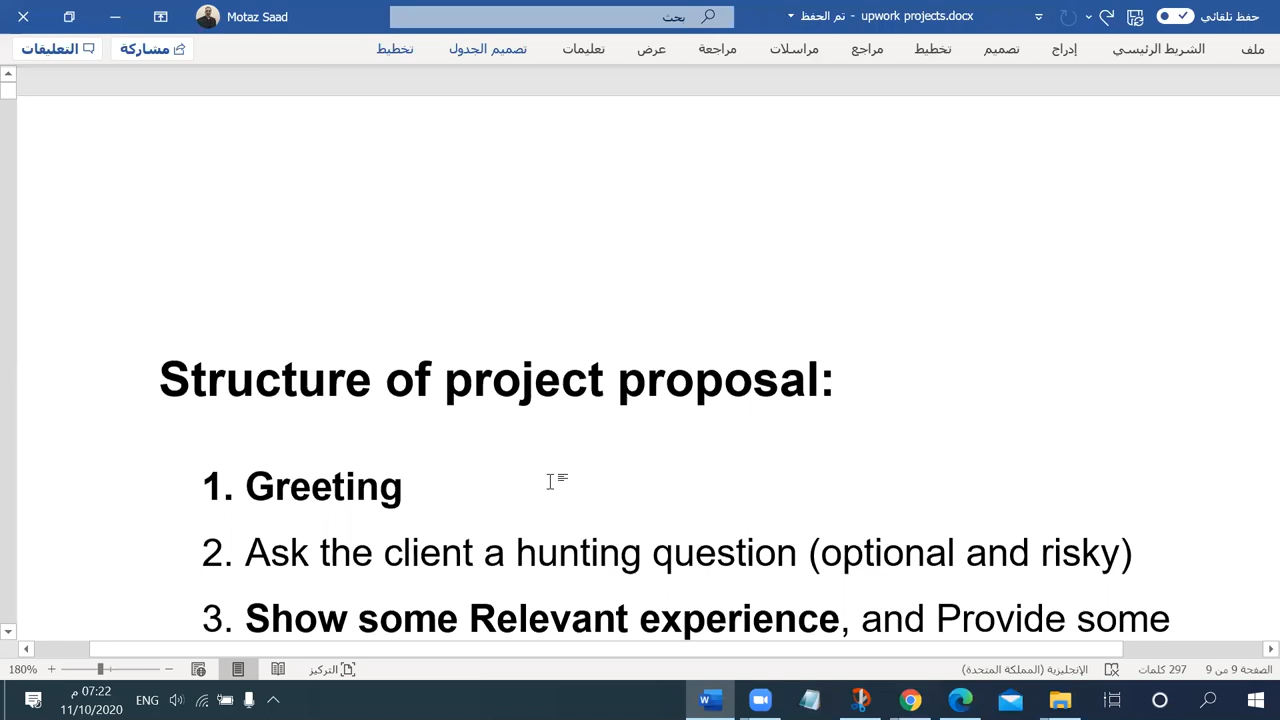 حفظ تلقائي
upwork projects.docx - تم الحفظ
بحث
Motaz Saad
ملف الشريط الرئيسي إدراج تصميم تخطيط مراجع مراسلات مراجعة عرض تعليمات تصميم الجدول تخطيط
مشاركة
التعليقات
Structure of project proposal:
1. Greeting
2. Ask the client a hunting question (optional and risky)
3. Show some Relevant experience, and Provide some
الصفحة 9 من 9
297 كلمات
الإنجليزية (المملكة المتحدة)
التركيز
180%
ENG
07:22 م
11/10/2020